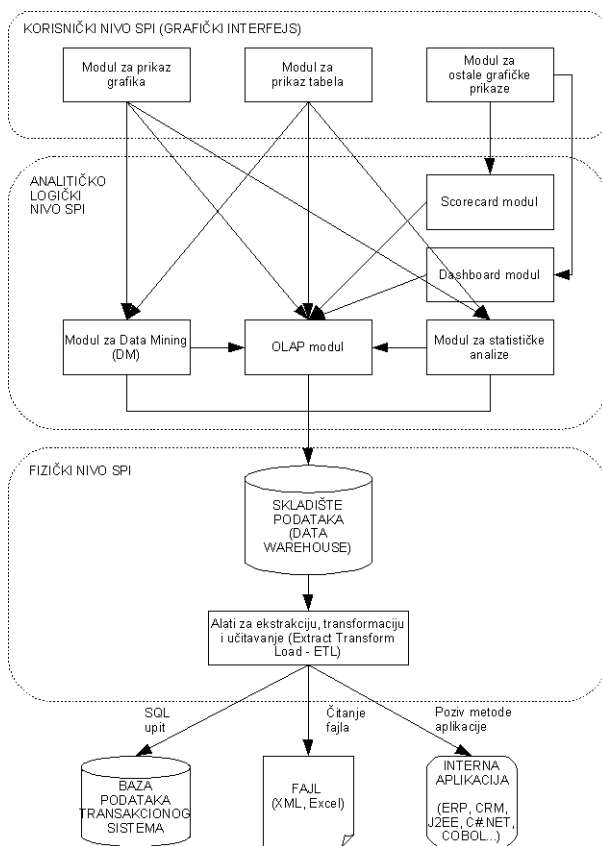 KORISNIČKI NIVO SPI (GRAFIČKI INTERFEJS)
Modul za prikaz
grafika
Modul za
prikaz tabela
Modul za
ostale grafičke
prikaze
ANALITIČKO
LOGIČKI
NIVO SPI
Scorecard modul
Dashboard modul
Modul za Data Mining
(DM)
OLAP modul
Modul za statističke
analize
FIZIČKI NIVO SPI
SKLADIŠTE
PODATAKA
(DATA
WAREHOUSE)
Alati za ekstrakciju, transformaciju
i učitavanje (Extract Transform
Load - ETL)
SQL
upit
Čitanje
fajla
Poziv metode
aplikacije
BAZA
PODATAKA
TRANSAKCIONOG
SISTEMA
FAJL
(XML, Excel)
INTERNA
APLIKACIJA
(ERP, CRM,
J2EE, C#.NET,
COBOL...)